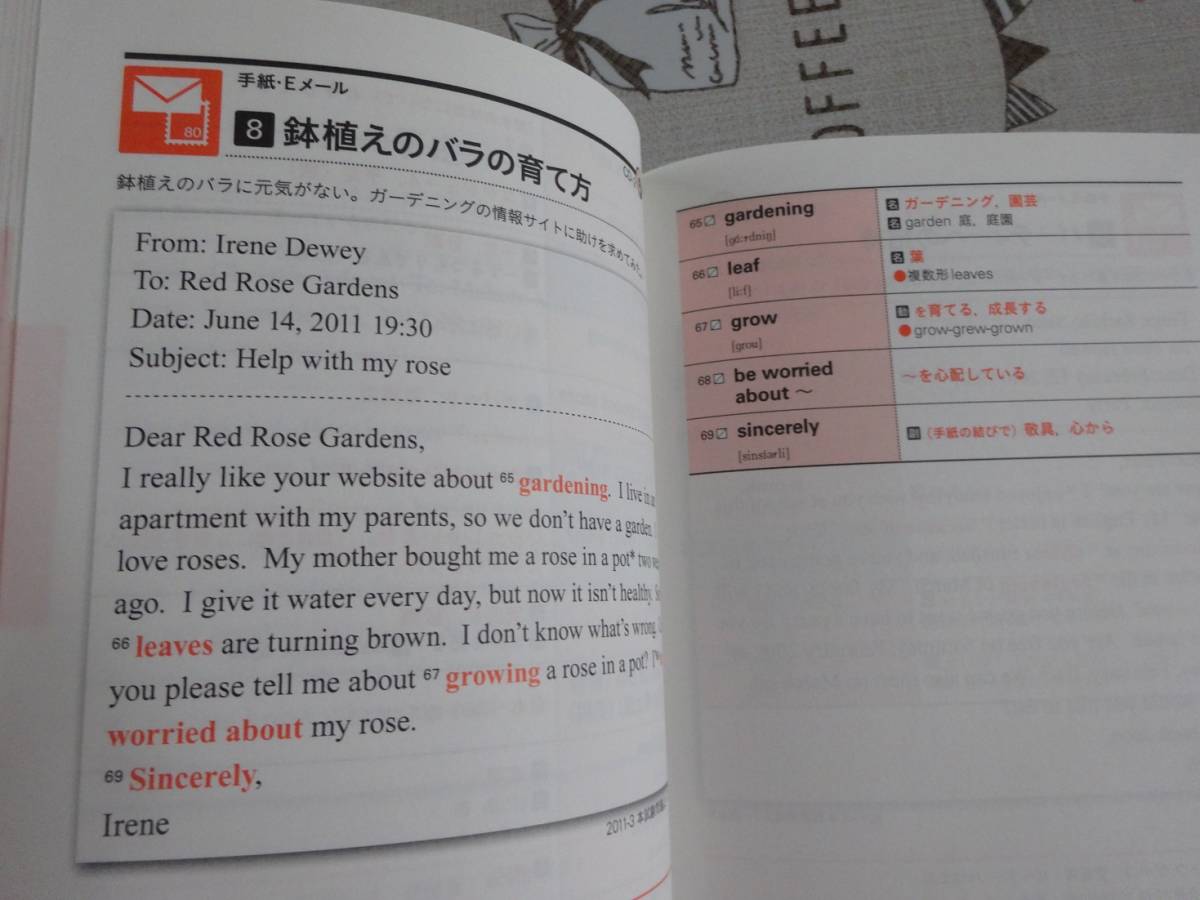 手紙・Eメール
80
8 鉢植えのバラの育て方
CD
鉢植えのバラに元気がない。ガーデニングの情報サイトに助けを求めてみた。
From: Irene Dewey
To: Red Rose Gardens
Date: June 14, 2011 19:30
Subject: Help with my rose
Dear Red Rose Gardens,
I really like your website about 65 gardening. I live in an
apartment with my parents, so we don't have a garden.
love roses. My mother bought me a rose in a pot* two
ago. I give it water every day, but now it isn't healthy.
66 leaves are turning brown. I don't know what's wrong.
you please tell me about 67 growing a rose in a pot?
worried about my rose.
69 Sincerely,
Irene
2011-3
65 gardening
[gá:rdniŋ]
名 ガーデニング，園芸
名 garden 庭，庭園
66 leaf
[li:f]
名 葉
●複数形 leaves
67 grow
[grou]
動 を育てる，成長する
●grow-grew-grown
68 be worried
about ～
～を心配している
69 sincerely
[sinsíərli]
副 （手紙の結びで）敬具，心から
OFFEE